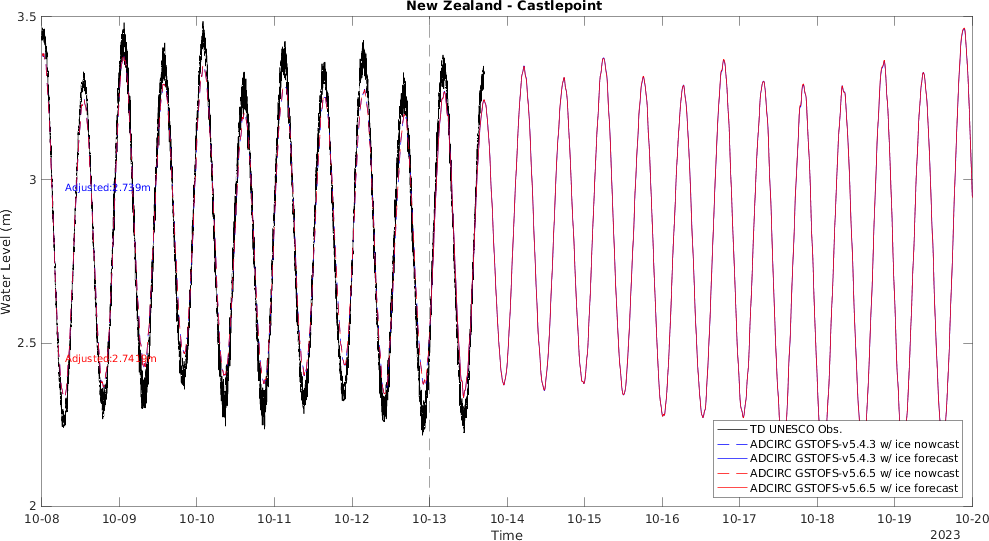 New Zealand - Castlepoint
3.5
3
2.5
2
Water Level (m)
Adjusted:2.739m
Adjusted:2.7419m
TD UNESCO Obs.
ADCIRC GSTOFS-v5.4.3 w/ ice nowcast
ADCIRC GSTOFS-v5.4.3 w/ ice forecast
ADCIRC GSTOFS-v5.6.5 w/ ice nowcast
ADCIRC GSTOFS-v5.6.5 w/ ice forecast
10-08 10-09 10-10 10-11 10-12 10-13 10-14 10-15 10-16 10-17 10-18 10-19 10-20
Time
2023